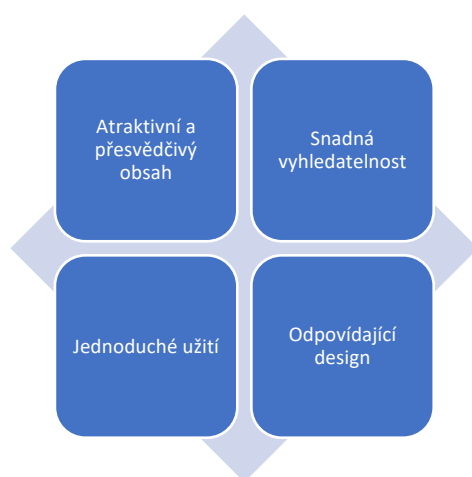 Atraktivní a
přesvědčivý
obsah
Snadná
vyhledatelnost
Jednoduché užití
Odpovídající
design